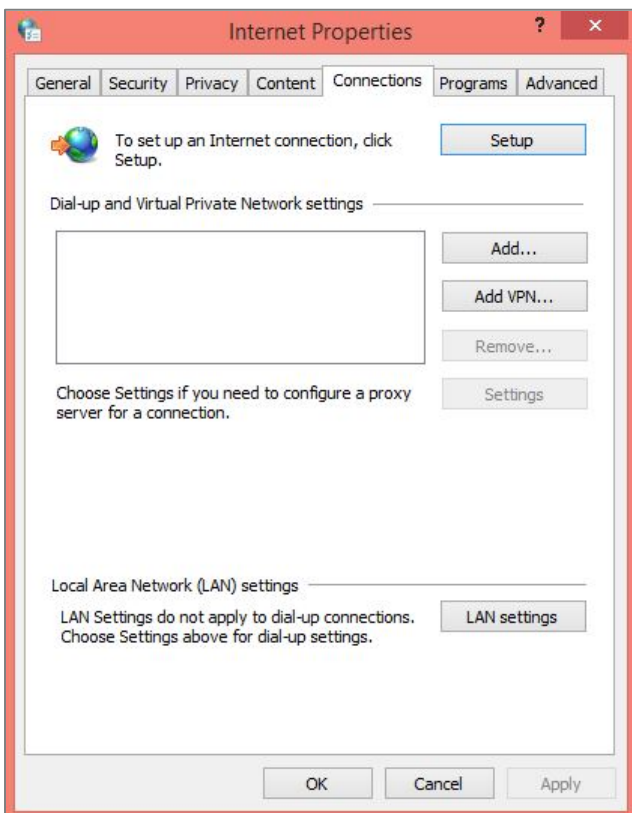 Internet Properties
? ×
General Security Privacy Content Connections Programs Advanced
To set up an Internet connection, click
Setup.
Setup
Dial-up and Virtual Private Network settings
Add...
Add VPN...
Remove...
Choose Settings if you need to configure a proxy
server for a connection.
Settings
Local Area Network (LAN) settings
LAN Settings do not apply to dial-up connections.
Choose Settings above for dial-up settings.
LAN settings
OK Cancel Apply